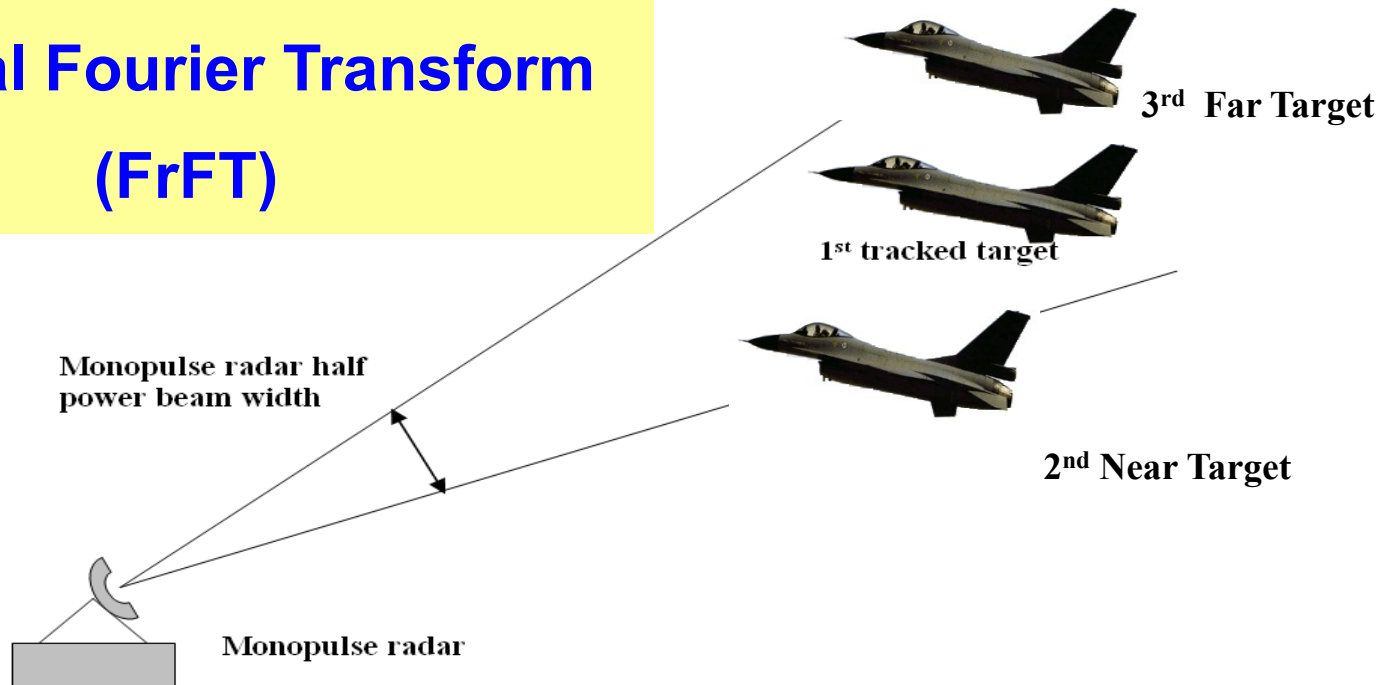 al Fourier Transform
(FrFT)
3rd Far Target
1st tracked target
Monopulse radar half
power beam width
2nd Near Target
Monopulse radar